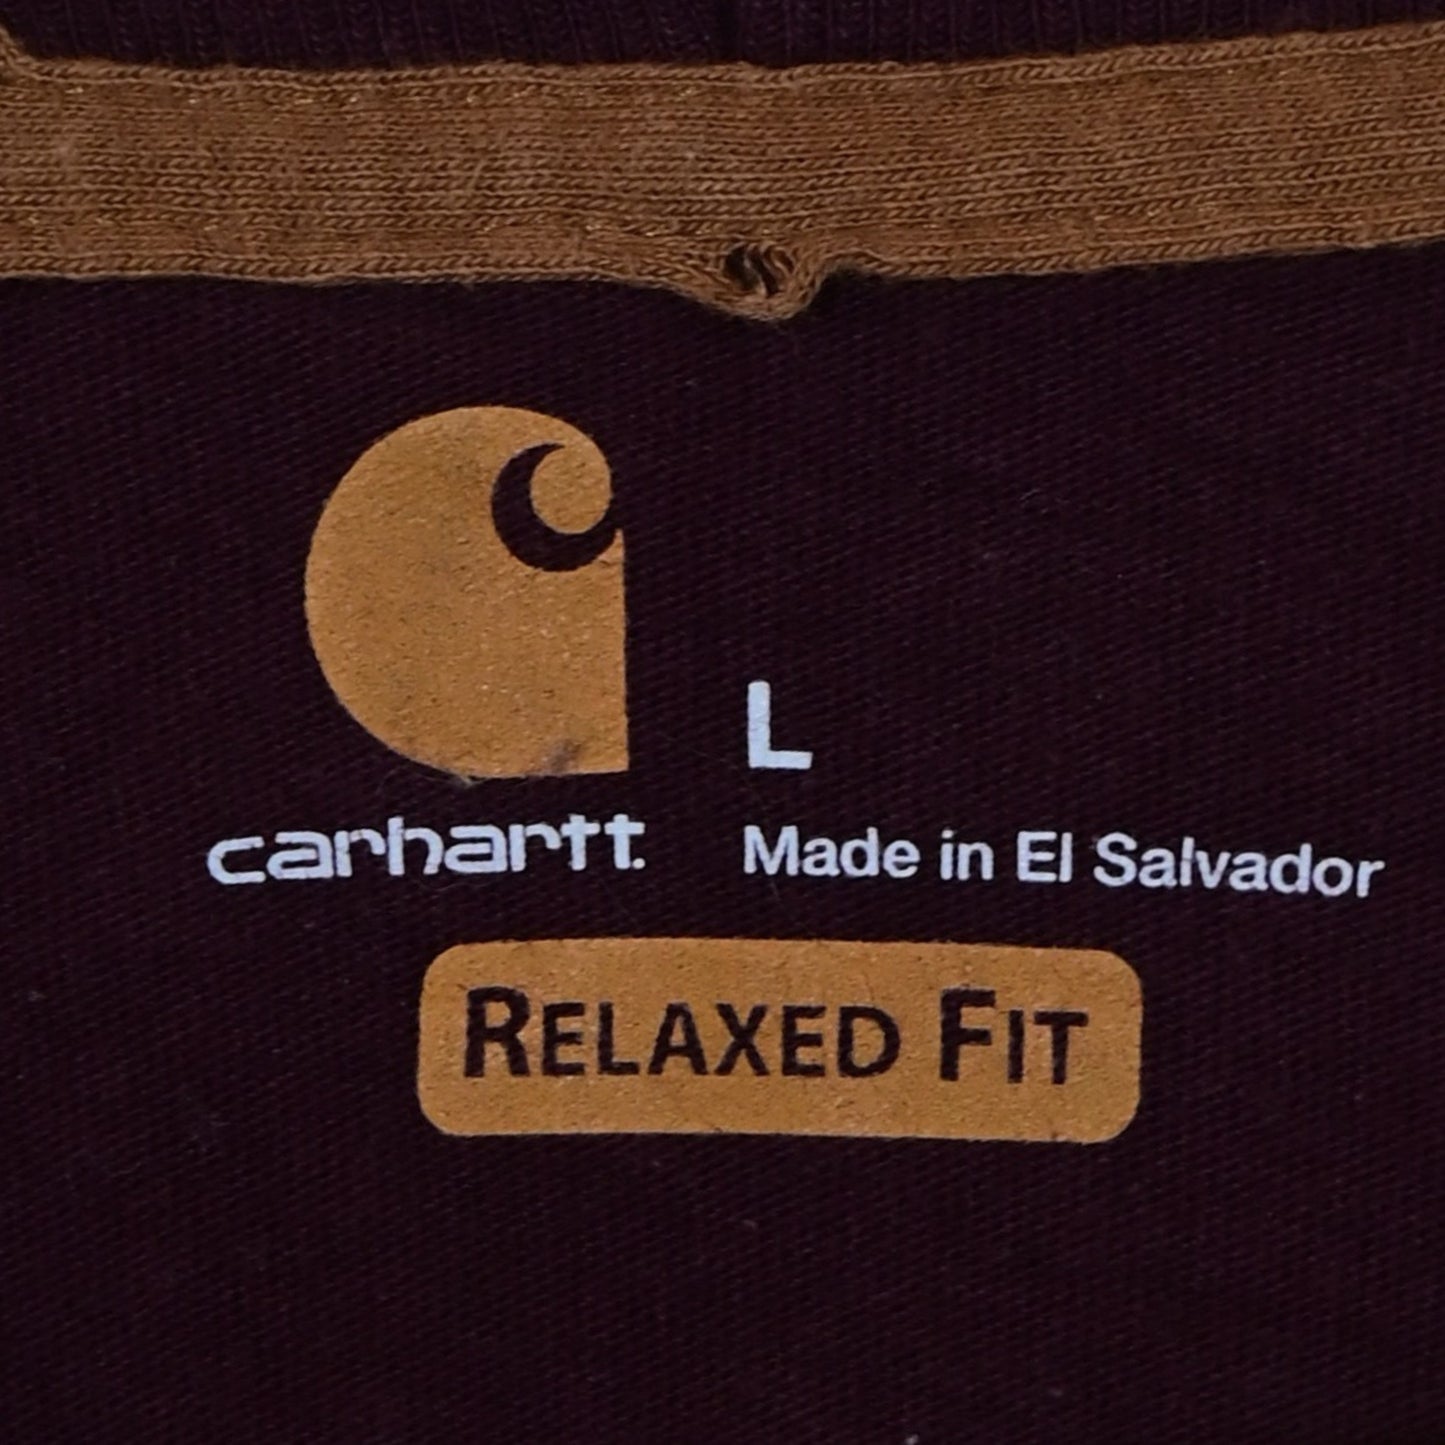 L
carhartt.
Made in El Salvador
RELAXED FIT